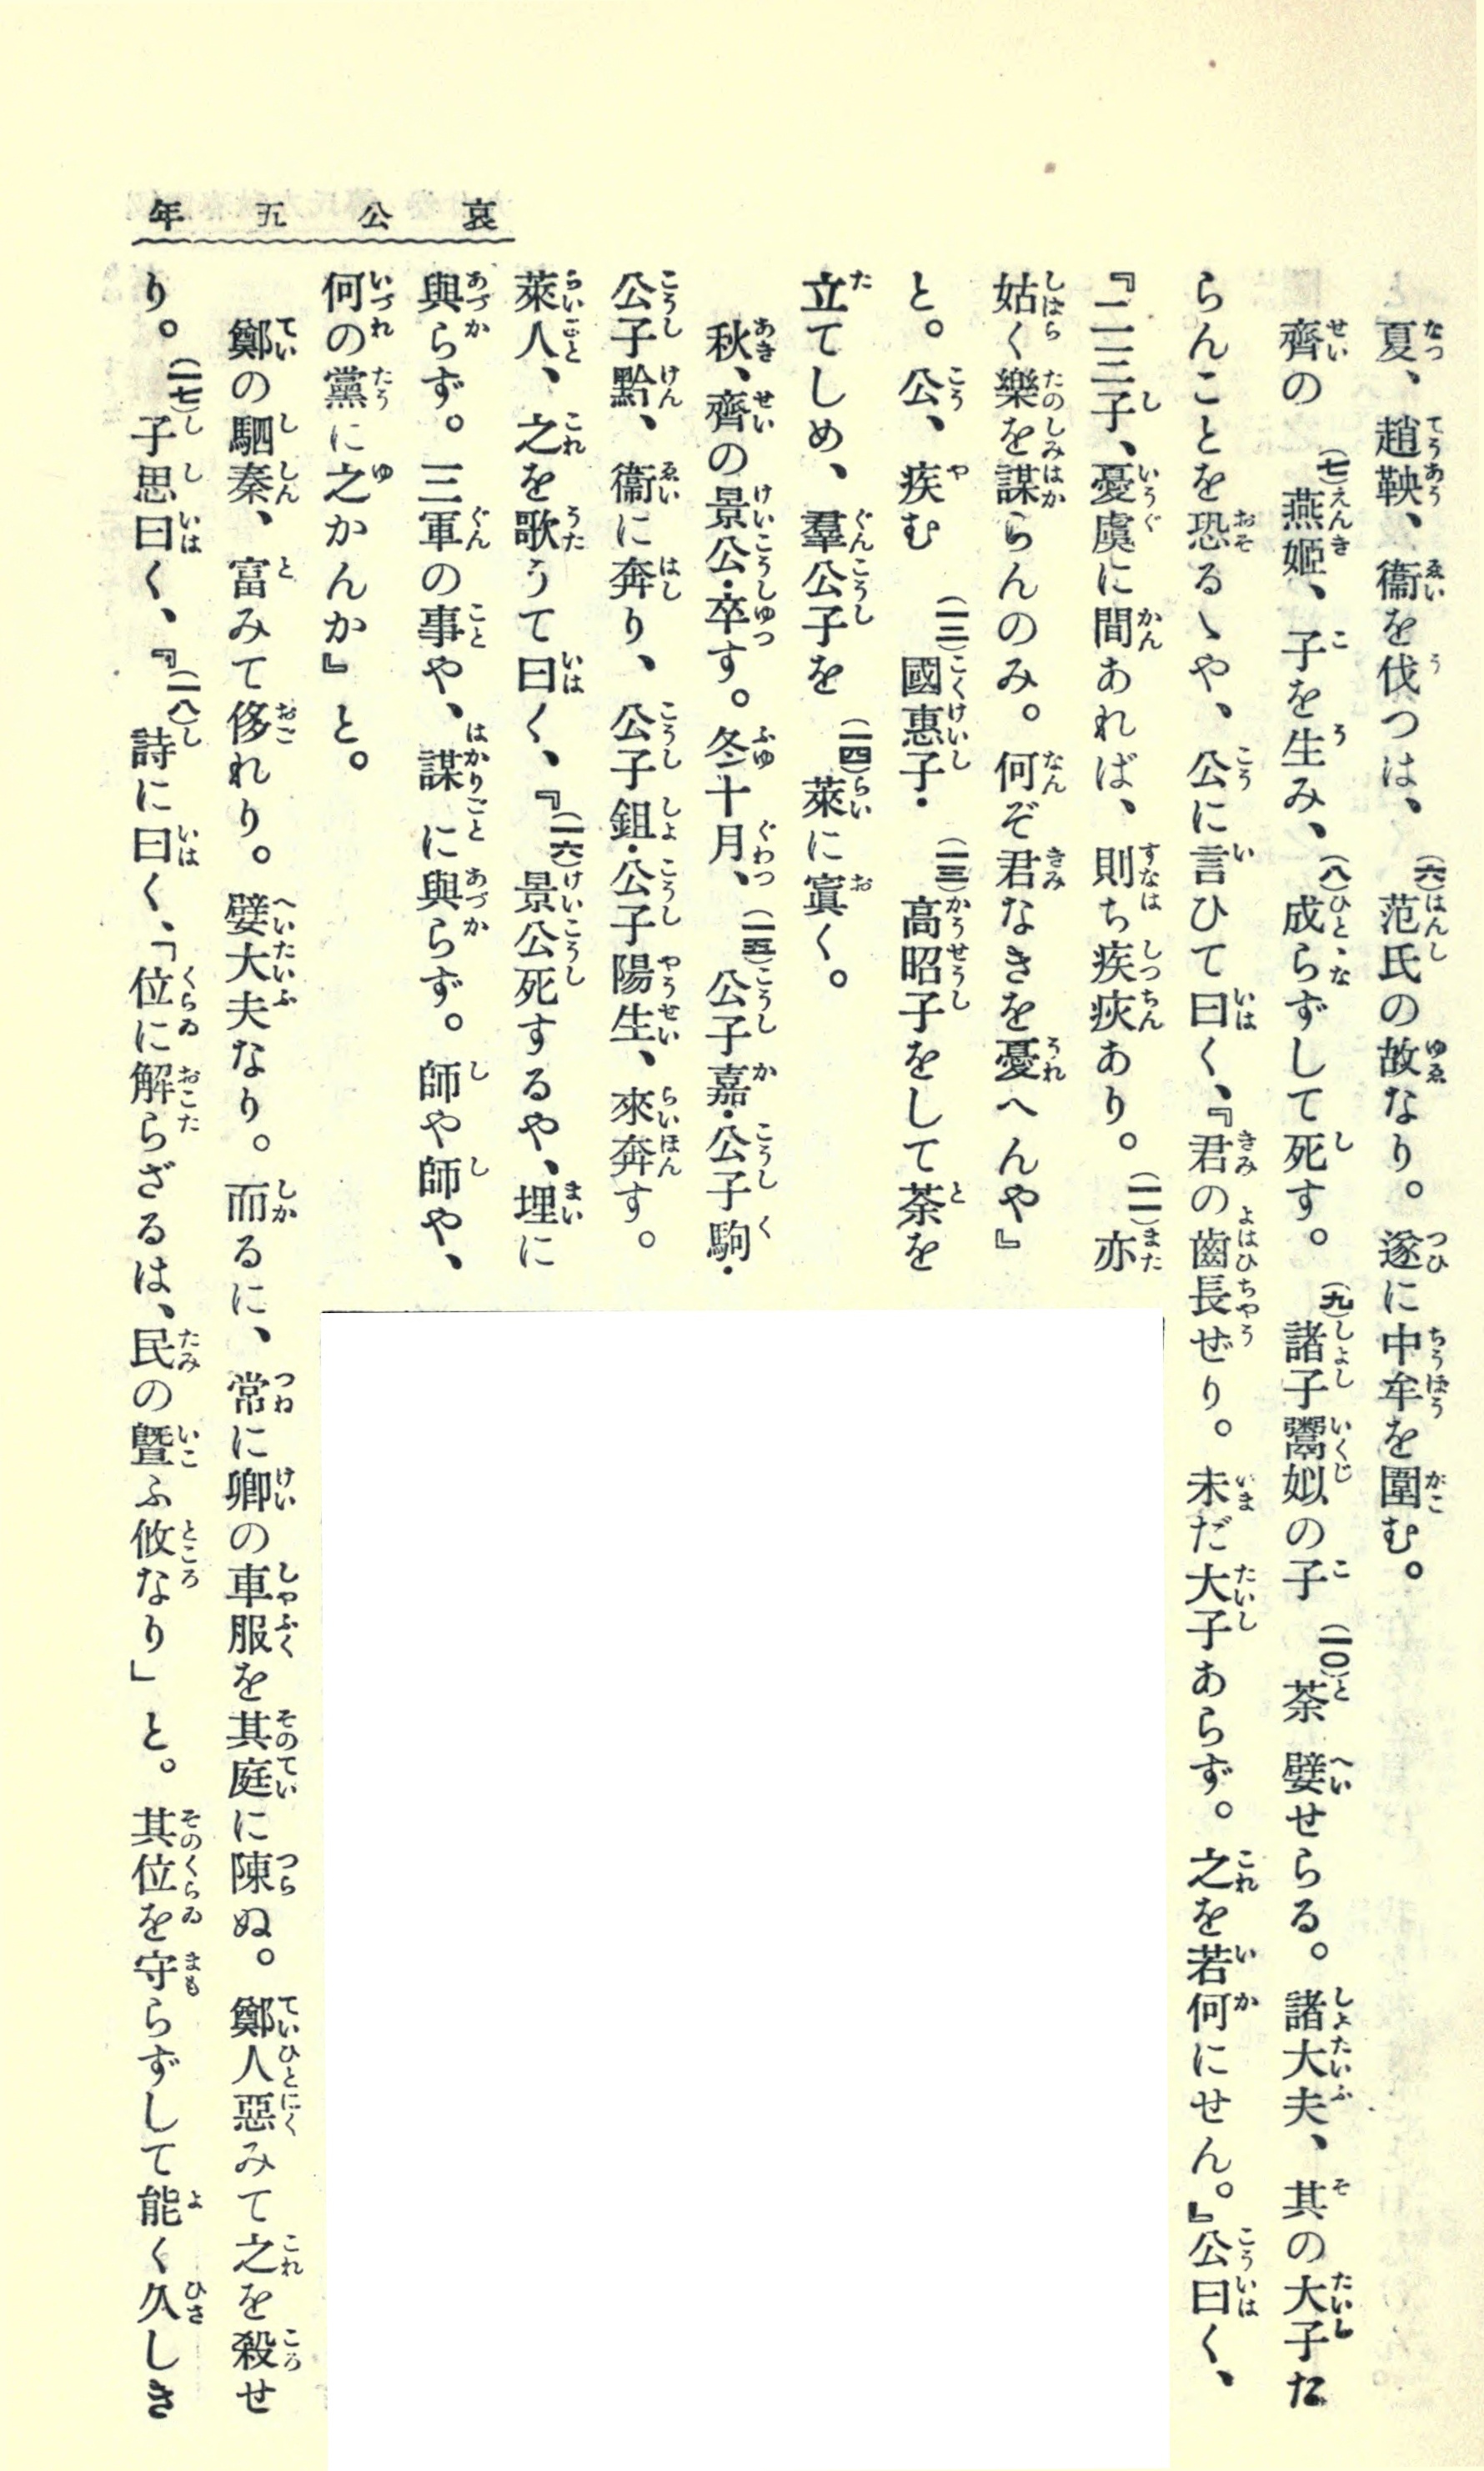 哀公五年
夏、趙鞅、衞を伐つは、(六)范氏の故なり。遂に中牟を圍む。
齊の(七)燕姬、子を生み、(八)成らずして死す。(九)諸子鬻姒の子(一〇)荼嬖せらる。諸大夫、其の大子た
らんことを恐るゝや、公に言ひて曰く、『君の齒長ぜり。未だ大子あらず。之を若何にせん。』公曰く、
『二三子、憂虞に間あれば、則ち疾疢あり。(一一)亦
姑く樂を謀らんのみ。何ぞ君なきを憂へんや』
と。公、疾む(一二)國惠子・(一三)高昭子をして荼を
立てしめ、羣公子を(一四)萊に寘く。
秋、齊の景公・卒す。冬十月、(一五)公子嘉・公子駒・
公子黔、衞に奔り、公子鉏・公子陽生、來奔す。
萊人、之を歌うて曰く、『(一六)景公死するや、埋に
與らず。三軍の事や、謀に與らず。師や師や、
何の黨に之かんか』と。
鄭の駟秦、富みて侈れり。嬖大夫なり。而るに、常に卿の車服を其庭に陳ぬ。鄭人惡みて之を殺せ
り。(一七)子思曰く、『(一八)詩に曰く、「位に解らざるは、民の曁ふ攸なり」と。其位を守らずして能く久しき